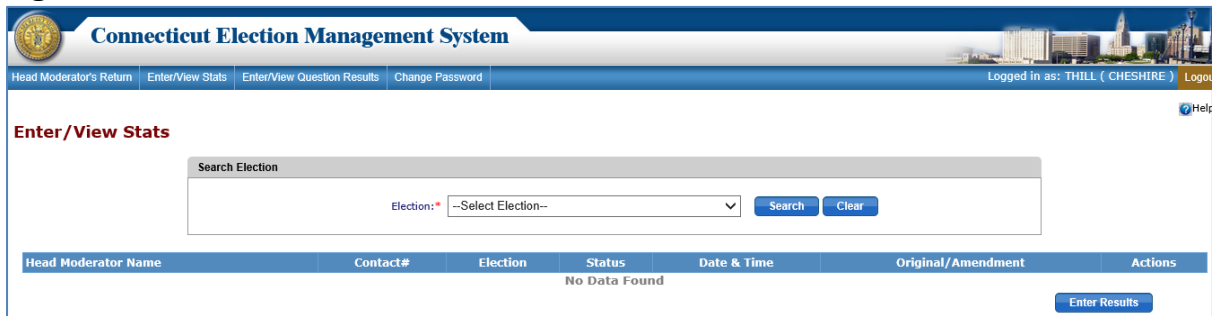 Connecticut Election Management System
Head Moderator's Return Enter/View Stats Enter/View Question Results Change Password Logged in as: THILL ( CHESHIRE )
Help
Enter/View Stats
Search Election
Election:* --Select Election-- Search Clear
Head Moderator Name Contact# Election Status Date & Time Original/Amendment Actions
No Data Found
Enter Results